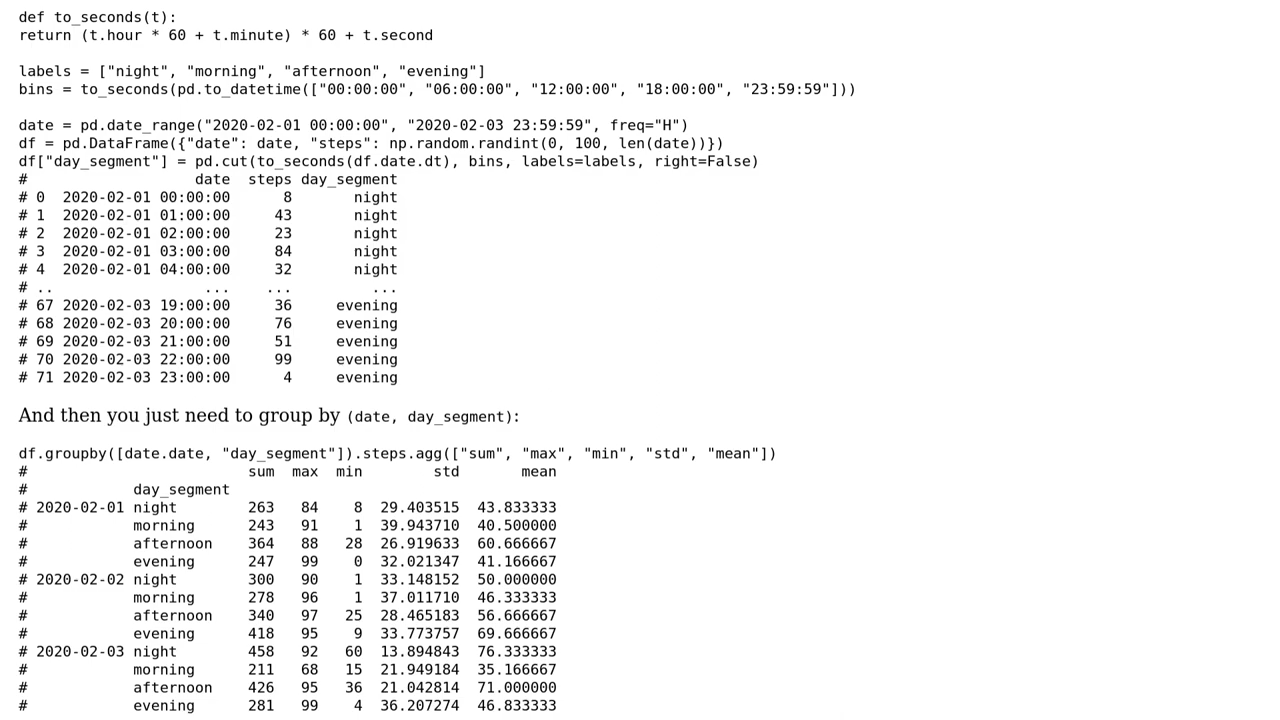 def to_seconds(t):
return (t.hour * 60 + t.minute) * 60 + t.second
labels = ["night", "morning", "afternoon", "evening"]
bins = to_seconds(pd.to_datetime(["00:00:00", "06:00:00", "12:00:00", "18:00:00", "23:59:59"]))
date = pd.date_range("2020-02-01 00:00:00", "2020-02-03 23:59:59", freq="H")
df = pd.DataFrame({"date": date, "steps": np.random.randint(0, 100, len(date))})
df["day_segment"] = pd.cut(to_seconds(df.date.dt), bins, labels=labels, right=False)
#                   date  steps day_segment
# 0  2020-02-01 00:00:00      8       night
# 1  2020-02-01 01:00:00     43       night
# 2  2020-02-01 02:00:00     23       night
# 3  2020-02-01 03:00:00     84       night
# 4  2020-02-01 04:00:00     32       night
# ..                 ...    ...         ...
# 67 2020-02-03 19:00:00     36     evening
# 68 2020-02-03 20:00:00     76     evening
# 69 2020-02-03 21:00:00     51     evening
# 70 2020-02-03 22:00:00     99     evening
# 71 2020-02-03 23:00:00      4     evening
And then you just need to group by (date, day_segment):
df.groupby([date.date, "day_segment"]).steps.agg(["sum", "max", "min", "std", "mean"])
#                         sum  max  min        std       mean
#            day_segment
# 2020-02-01 night        263   84    8  29.403515  43.833333
#            morning      243   91    1  39.943710  40.500000
#            afternoon    364   88   28  26.919633  60.666667
#            evening      247   99    0  32.021347  41.166667
# 2020-02-02 night        300   90    1  33.148152  50.000000
#            morning      278   96    1  37.011710  46.333333
#            afternoon    340   97   25  28.465183  56.666667
#            evening      418   95    9  33.773757  69.666667
# 2020-02-03 night        458   92   60  13.894843  76.333333
#            morning      211   68   15  21.949184  35.166667
#            afternoon    426   95   36  21.042814  71.000000
#            evening      281   99    4  36.207274  46.833333